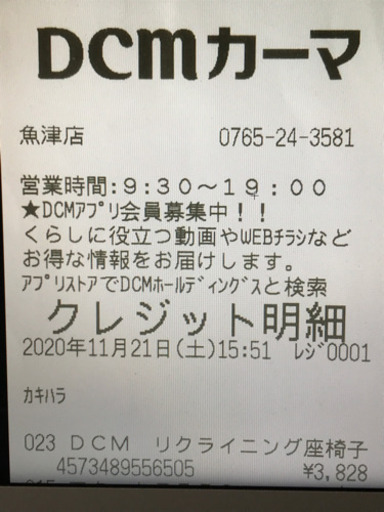 DCMカーマ
魚津店 0765-24-3581
営業時間:9:30～19:00
★DCMｱﾌﾟﾘ会員募集中!!
くらしに役立つ動画やWEBﾁﾗｼなど
お得な情報をお届けします。
ｱﾌﾟﾘｽﾄｱでDCMﾎｰﾙﾃﾞｨﾝｸﾞｽと検索
クレジット明細
2020年11月21日(土)15:51 ﾚｼﾞ0001
ｶｷﾊﾗ
023 DCM リクライニング座椅子
4573489556505 ¥3,828